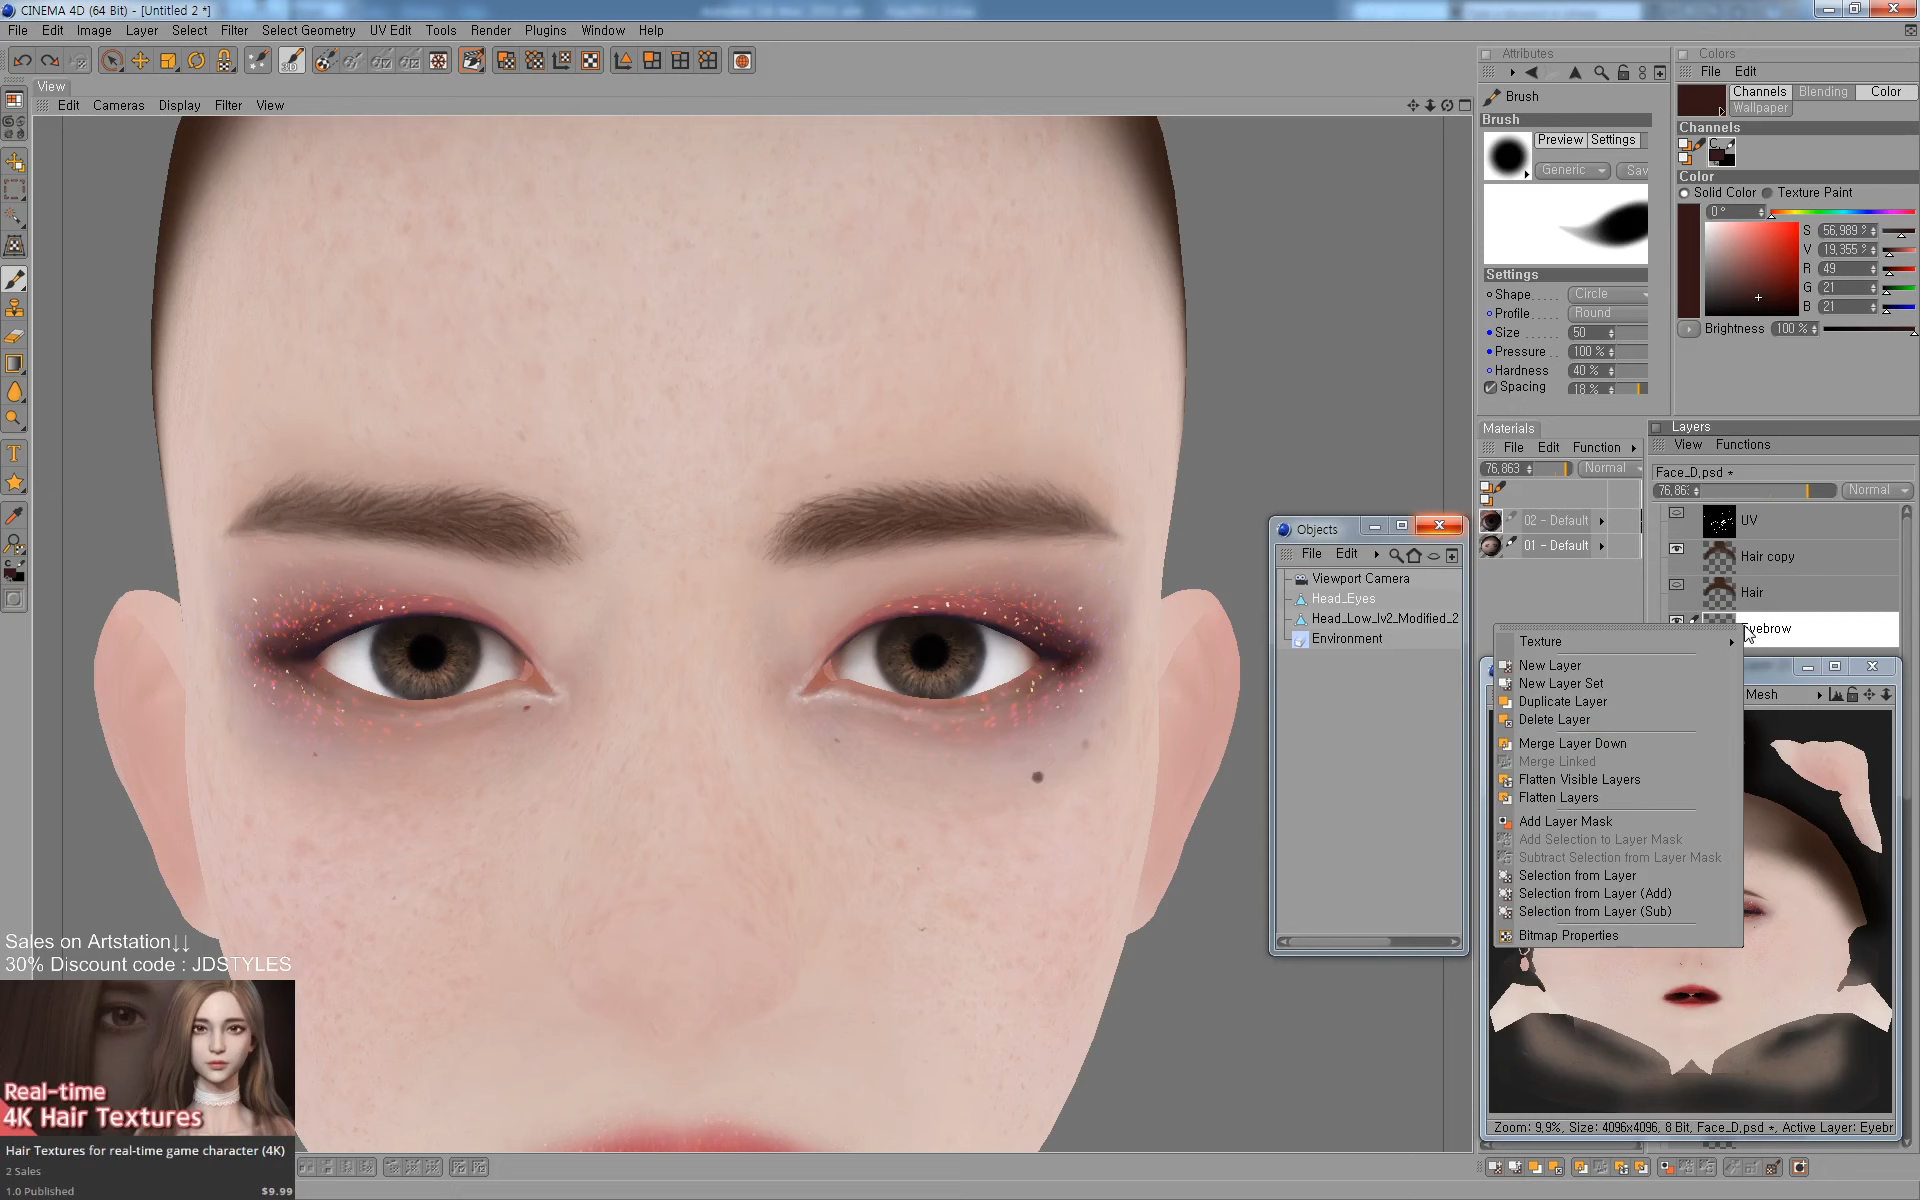 CINEMA 4D (64 Bit) - [Untitled 2 *]
File Edit Image Layer Select Filter Select Geometry UV Edit Tools Render Plugins Window Help
View
Edit Cameras Display Filter View
Attributes
Brush
Brush
Preview Settings
Generic Sav
Settings
Shape..... Circle
Profile..... Round
Size ...... 50
Pressure .. 100 %
Hardness 40 %
Spacing 18 %
Colors
File Edit
Channels Blending Color
Wallpaper
Channels
C
Color
Solid Color Texture Paint
0 °
S 56,989 %
V 19,355 %
R 49
G 21
B 21
Brightness 100 %
Materials
File Edit Function
76,863 Normal
02 - Default
01 - Default
Layers
View Functions
Face_D.psd *
76,86 Normal
UV
Hair copy
Hair
yebrow
Objects
File Edit
Viewport Camera
Head_Eyes
Head_Low_lv2_Modified_2
Environment
Texture
New Layer
New Layer Set
Duplicate Layer
Delete Layer
Merge Layer Down
Merge Linked
Flatten Visible Layers
Flatten Layers
Add Layer Mask
Add Selection to Layer Mask
Subtract Selection from Layer Mask
Selection from Layer
Selection from Layer (Add)
Selection from Layer (Sub)
Bitmap Properties
Mesh
Zoom: 9,9%, Size: 4096x4096, 8 Bit, Face_D.psd *, Active Layer: Eyebr
3D
T
C
Sales on Artstation↓↓
30% Discount code : JDSTYLES
Real-time
4K Hair Textures
Hair Textures for real-time game character (4K)
2 Sales
1.0 Published $9.99